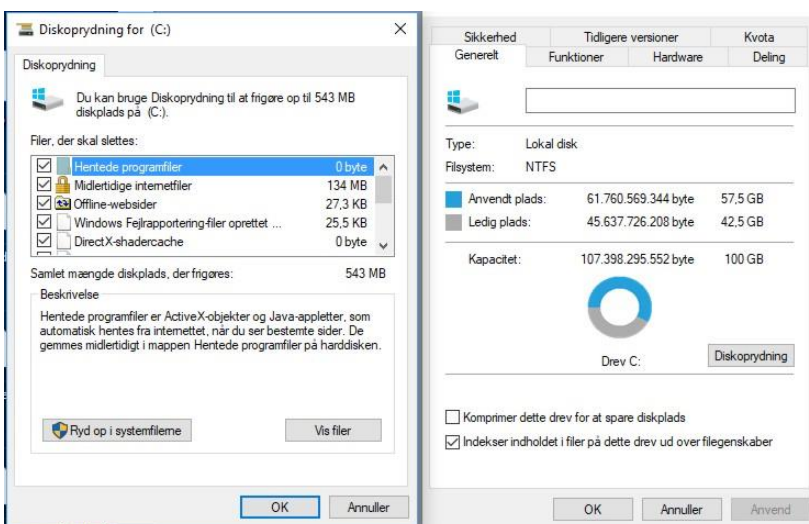 Diskoprydning for (C:)
Diskoprydning
Du kan bruge Diskoprydning til at frigøre op til 543 MB
diskplads på (C:).
Filer, der skal slettes:
Hentede programfiler 0 byte
Midlertidige internetfiler 134 MB
Offline-websider 27,3 KB
Windows Fejlrapportering-filer oprettet ... 25,5 KB
DirectX-shadercache 0 byte
Samlet mængde diskplads, der frigøres: 543 MB
Beskrivelse
Hentede programfiler er ActiveX-objekter og Java-appletter, som
automatisk hentes fra internettet, når du ser bestemte sider. De
gemmes midlertidigt i mappen Hentede programfiler på harddisken.
Ryd op i systemfilerne Vis filer
OK Annuller
Sikkerhed Tidligere versioner Kvota
Generelt Funktioner Hardware Deling
Type: Lokal disk
Filsystem: NTFS
Anvendt plads: 61.760.569.344 byte 57,5 GB
Ledig plads: 45.637.726.208 byte 42,5 GB
Kapacitet: 107.398.295.552 byte 100 GB
Drev C: Diskoprydning
Komprimer dette drev for at spare diskplads
Indekser indholdet i filer på dette drev ud over filegenskaber
OK Annuller Anvend